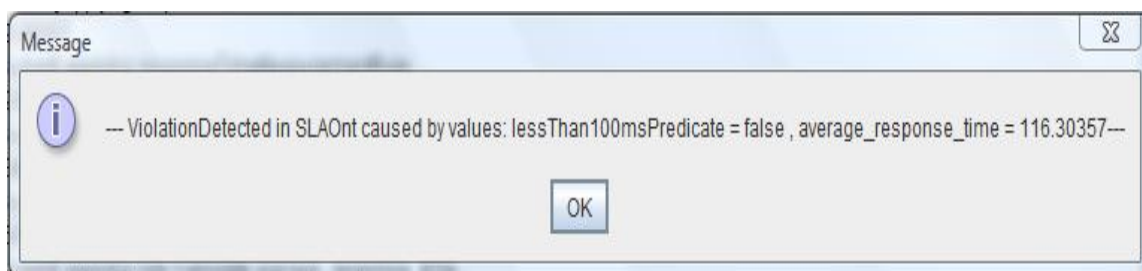 Message
--- ViolationDetected in SLAOnt caused by values: lessThan100msPredicate = false , average_response_time = 116.30357---
OK